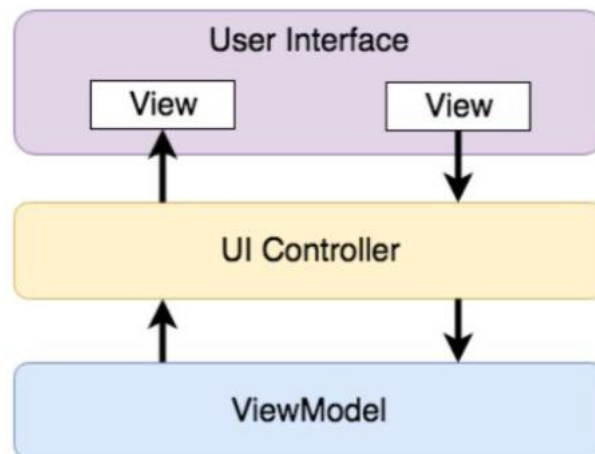 User Interface
View
View
UI Controller
ViewModel